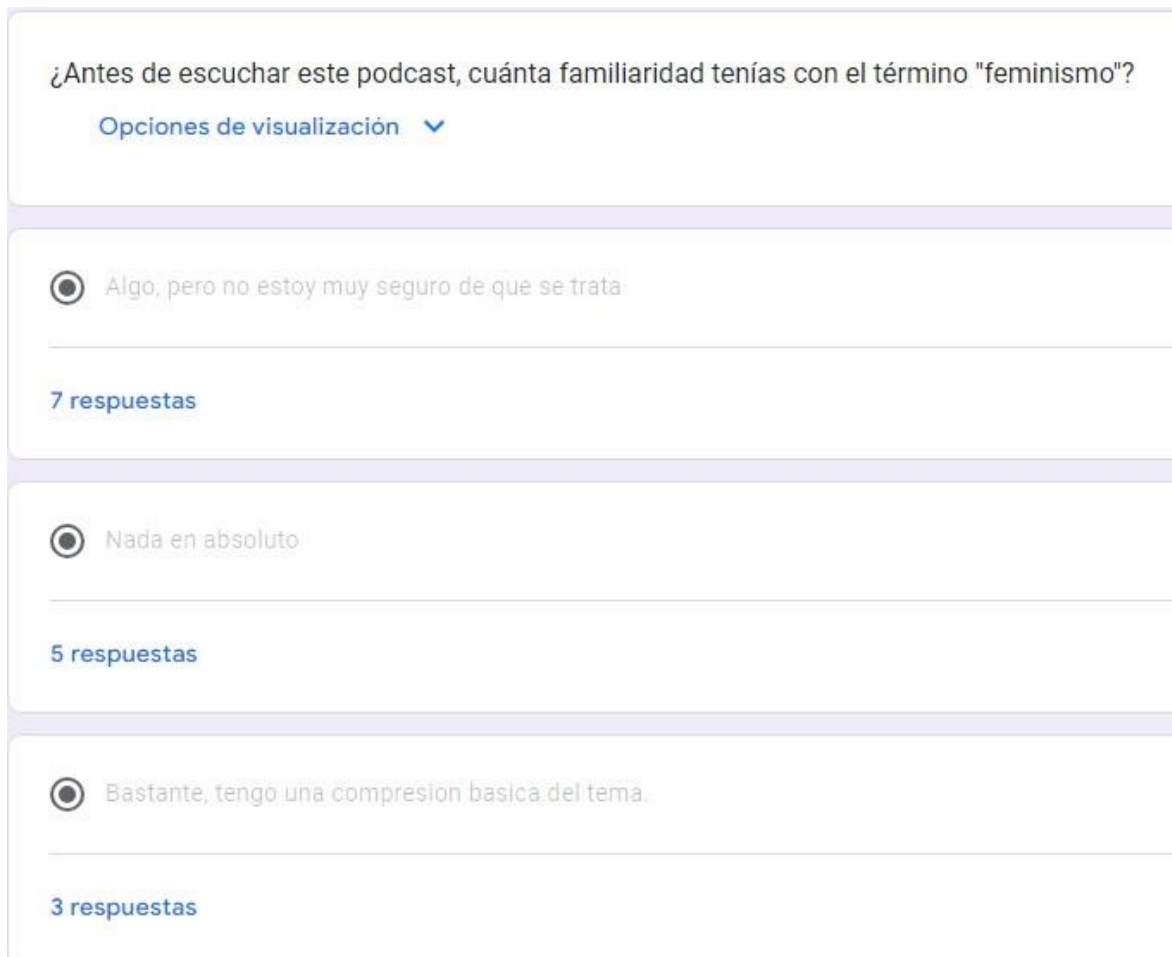 ¿Antes de escuchar este podcast, cuánta familiaridad tenías con el término "feminismo"?
Opciones de visualización
Algo, pero no estoy muy seguro de que se trata
7 respuestas
Nada en absoluto
5 respuestas
Bastante, tengo una compresion basica.del tema.
3 respuestas